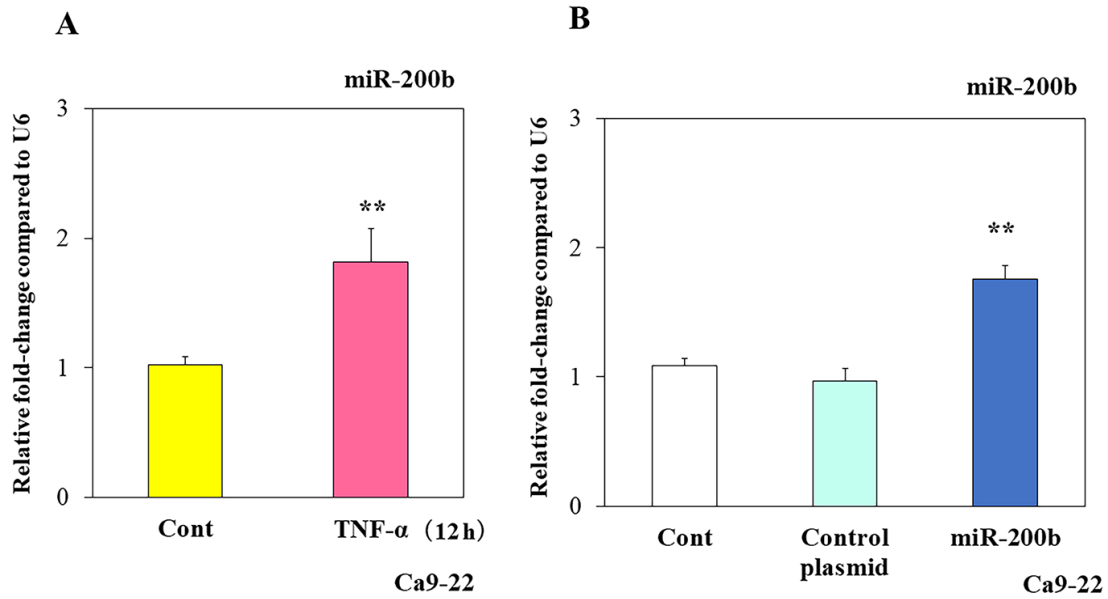 A
miR-200b
Relative fold-change compared to U6
3
2
1
0
**
Cont
TNF-α （12 h）
Ca9-22
B
miR-200b
Relative fold-change compared to U6
3
2
1
0
**
Cont
Control
plasmid
miR-200b
Ca9-22